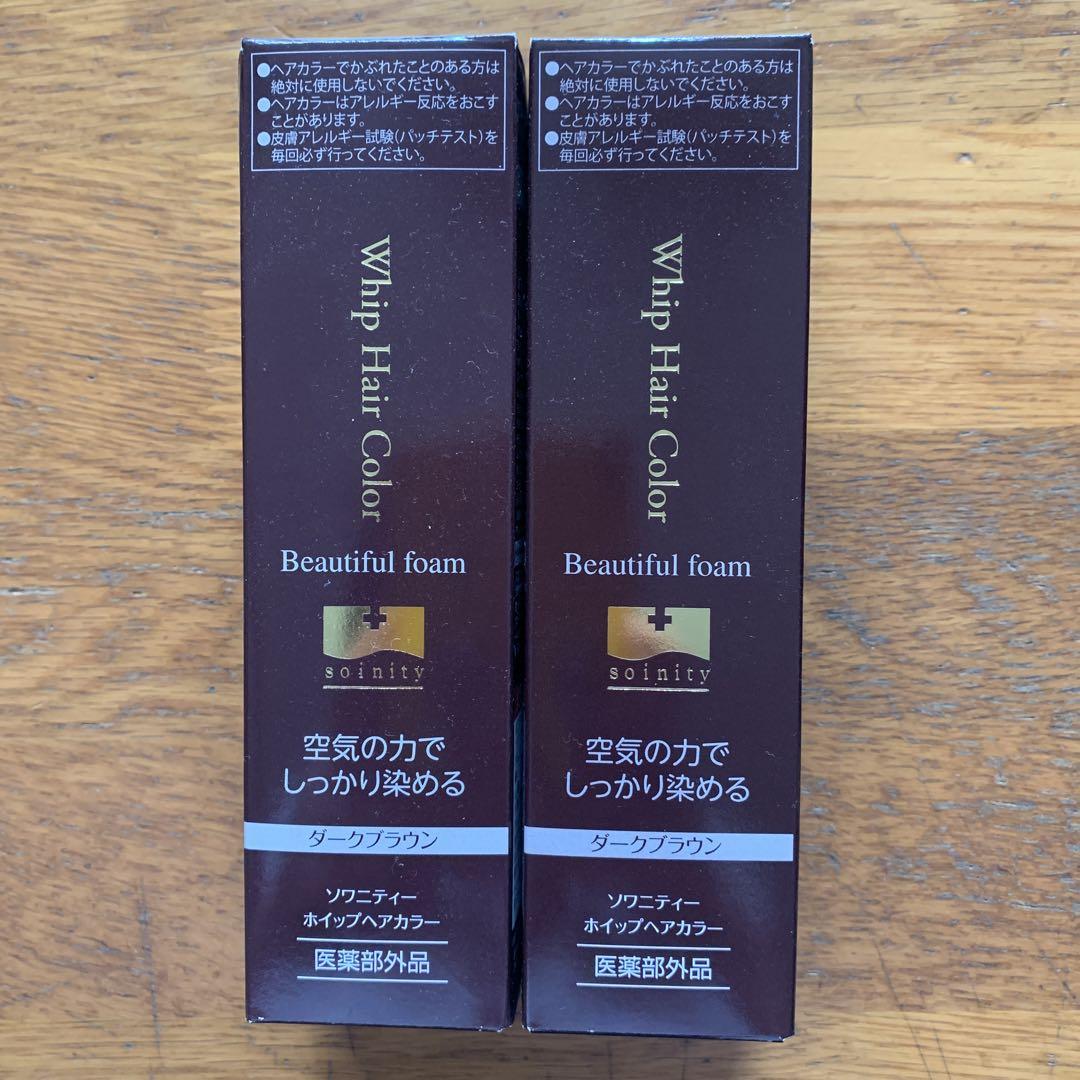 ●ヘアカラーでかぶれたことのある方は
絶対に使用しないでください。
●ヘアカラーはアレルギー反応をおこす
ことがあります。
●皮膚アレルギー試験(パッチテスト)を
毎回必ず行ってください。
Whip Hair Color
Beautiful foam
soinity
空気の力で
しっかり染める
ダークブラウン
ソワニティー
ホイップヘアカラー
医薬部外品
●ヘアカラーでかぶれたことのある方は
絶対に使用しないでください。
●ヘアカラーはアレルギー反応をおこす
ことがあります。
●皮膚アレルギー試験(パッチテスト)を
毎回必ず行ってください。
Whip Hair Color
Beautiful foam
soinity
空気の力で
しっかり染める
ダークブラウン
ソワニティー
ホイップヘアカラー
医薬部外品